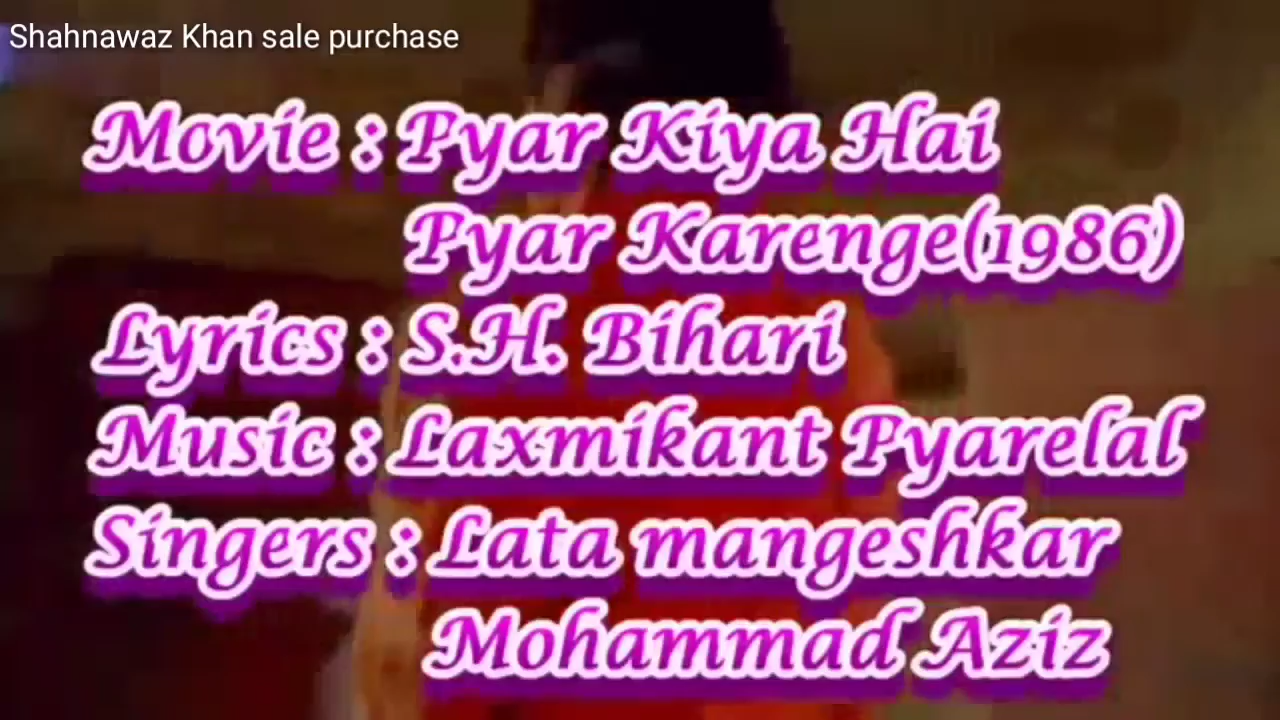 Shahnawaz Khan sale purchase
Movie : Pyar Kiya Hai
Pyar Karenge(1986)
Lyrics : S.H. Bihari
Music : Laxmikant Pyarelal
Singers : Lata mangeshkar
Mohammad Aziz